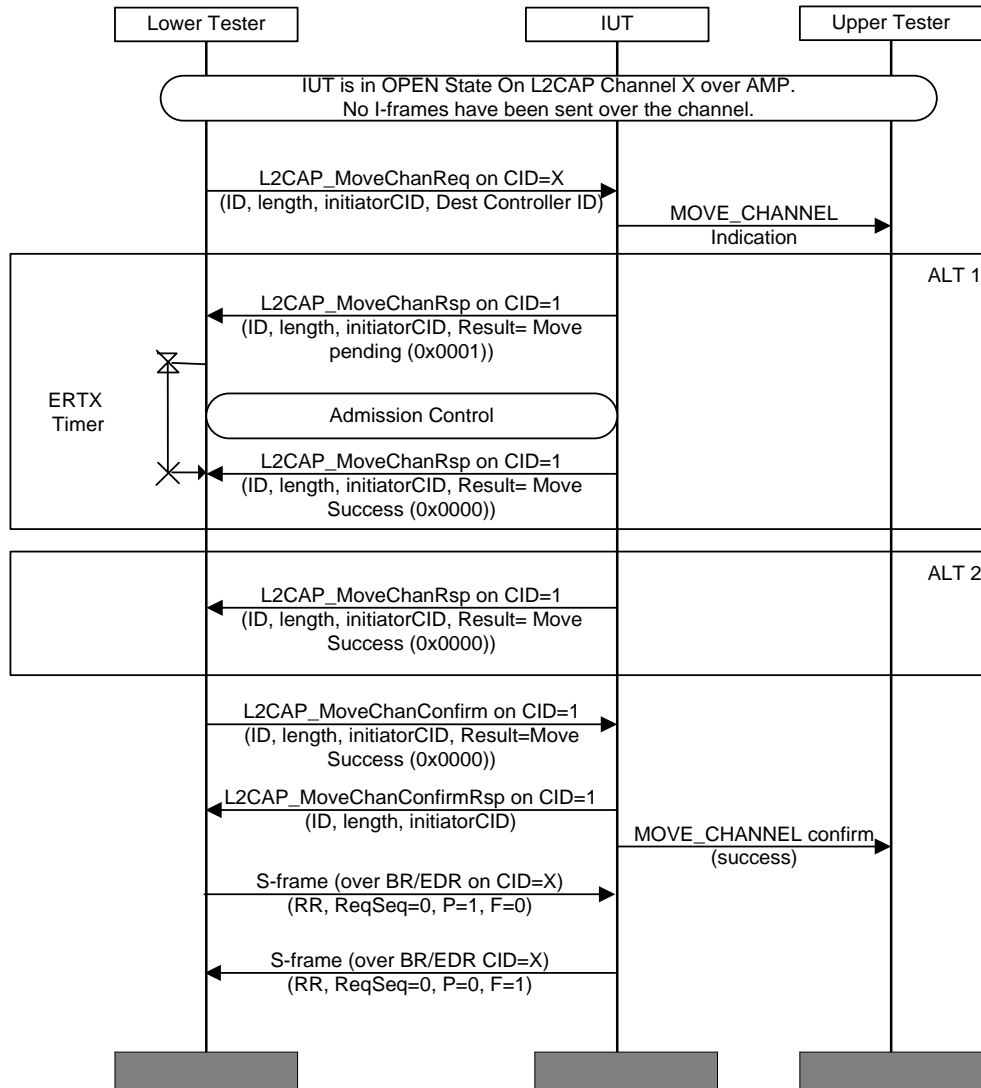 Lower Tester
IUT
Upper Tester
IUT is in OPEN State On L2CAP Channel X over AMP.
No I-frames have been sent over the channel.
L2CAP_MoveChanReq on CID=X
(ID, length, initiatorCID, Dest Controller ID)
MOVE_CHANNEL
Indication
ALT 1
L2CAP_MoveChanRsp on CID=1
(ID, length, initiatorCID, Result= Move
pending (0x0001))
ERTX
Timer
Admission Control
L2CAP_MoveChanRsp on CID=1
(ID, length, initiatorCID, Result= Move
Success (0x0000))
ALT 2
L2CAP_MoveChanRsp on CID=1
(ID, length, initiatorCID, Result= Move
Success (0x0000))
L2CAP_MoveChanConfirm on CID=1
(ID, length, initiatorCID, Result=Move
Success (0x0000))
L2CAP_MoveChanConfirmRsp on CID=1
(ID, length, initiatorCID)
MOVE_CHANNEL confirm
(success)
S-frame (over BR/EDR on CID=X)
(RR, ReqSeq=0, P=1, F=0)
S-frame (over BR/EDR CID=X)
(RR, ReqSeq=0, P=0, F=1)